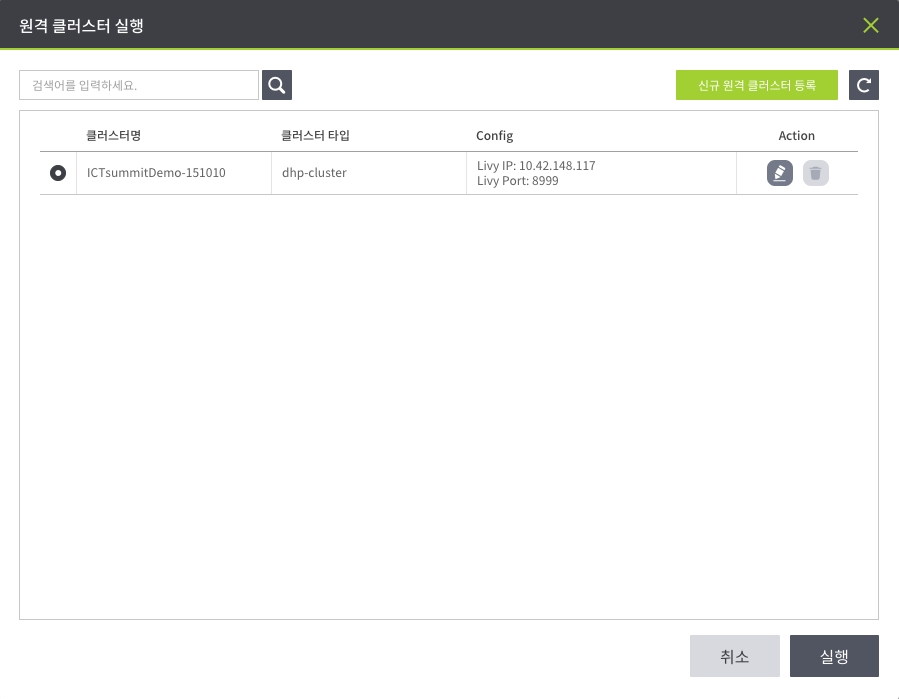 원격 클러스터 실행
검색어를 입력하세요.
신규 원격 클러스터 등록
클러스터명
클러스터 타입
Config
Action
ICTsummitDemo-151010
dhp-cluster
Livy IP: 10.42.148.117
Livy Port: 8999
취소
실행